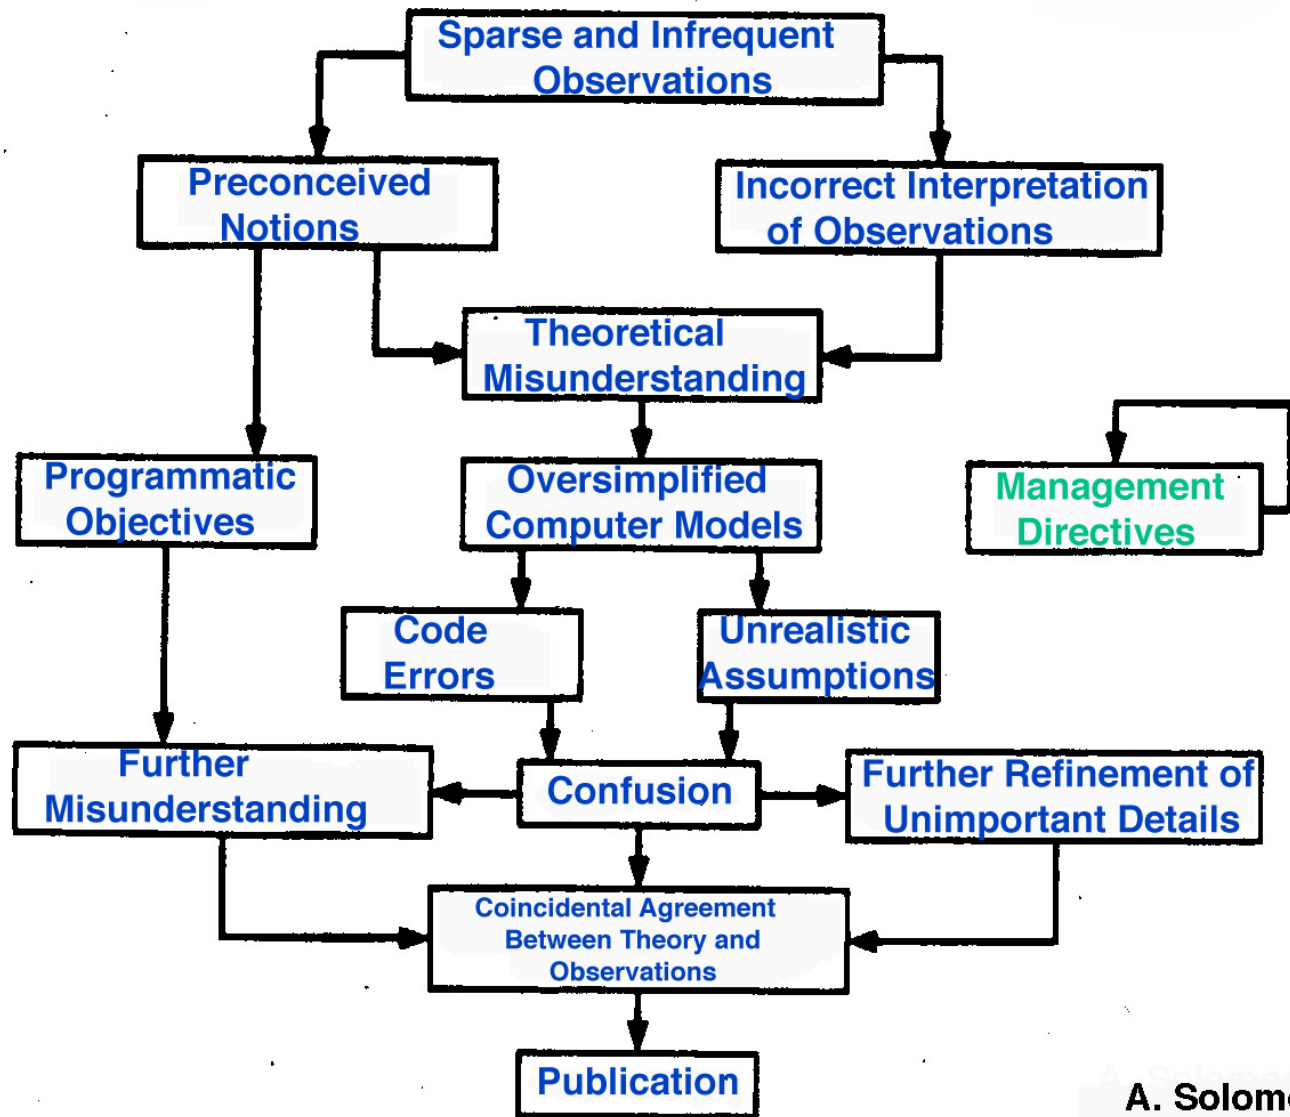 Sparse and Infrequent
Observations
Preconceived
Notions
Incorrect Interpretation
of Observations
Theoretical
Misunderstanding
Programmatic
Objectives
Oversimplified
Computer Models
Management
Directives
Code
Errors
Unrealistic
Assumptions
Further
Misunderstanding
Confusion
Further Refinement of
Unimportant Details
Coincidental Agreement
Between Theory and
Observations
Publication
A.